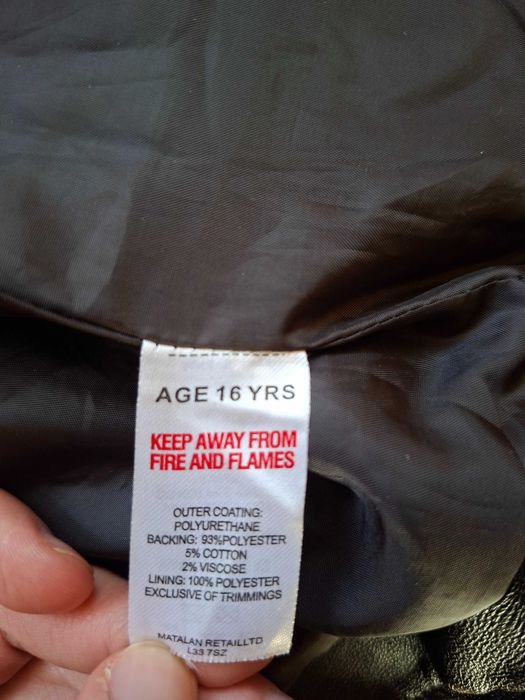 AGE 16 YRS
KEEP AWAY FROM
FIRE AND FLAMES
OUTER COATING:
POLYURETHANE
BACKING: 93%POLYESTER
5% COTTON
2% VISCOSE
LINING: 100% POLYESTER
EXCLUSIVE OF TRIMMINGS
MATALAN RETAILLTD
L33 7SZ